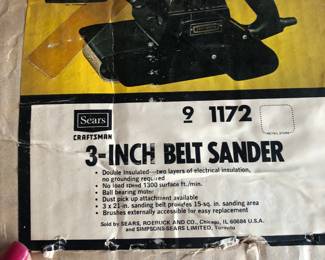 Sears
CRAFTSMAN
9 1172
3-INCH BELT SANDER
• Double Insulated—two layers of electrical insulation,
no grounding required
• No load speed 1300 surface ft./min.
• Ball bearing motor
• Dust pick up attachment available
• 3 x 21-in. sanding belt provides 15-sq. in. sanding area
• Brushes externally accessible for easy replacement
Sold by SEARS, ROEBUCK AND CO., Chicago, IL 60684 U.S.A.
and SIMPSONS-SEARS LIMITED, Toronto